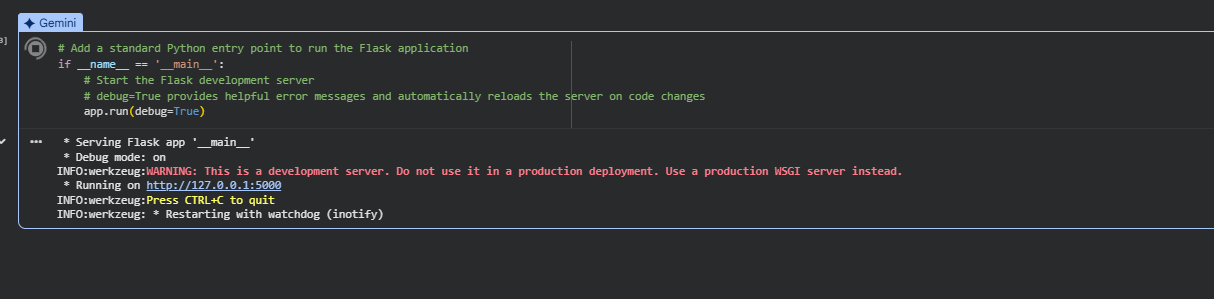 Gemini
3]
# Add a standard Python entry point to run the Flask application
if __name__ == '__main__':
    # Start the Flask development server
    # debug=True provides helpful error messages and automatically reloads the server on code changes
    app.run(debug=True)
 * Serving Flask app '__main__'
 * Debug mode: on
INFO:werkzeug:WARNING: This is a development server. Do not use it in a production deployment. Use a production WSGI server instead.
 * Running on http://127.0.0.1:5000
INFO:werkzeug:Press CTRL+C to quit
INFO:werkzeug: * Restarting with watchdog (inotify)